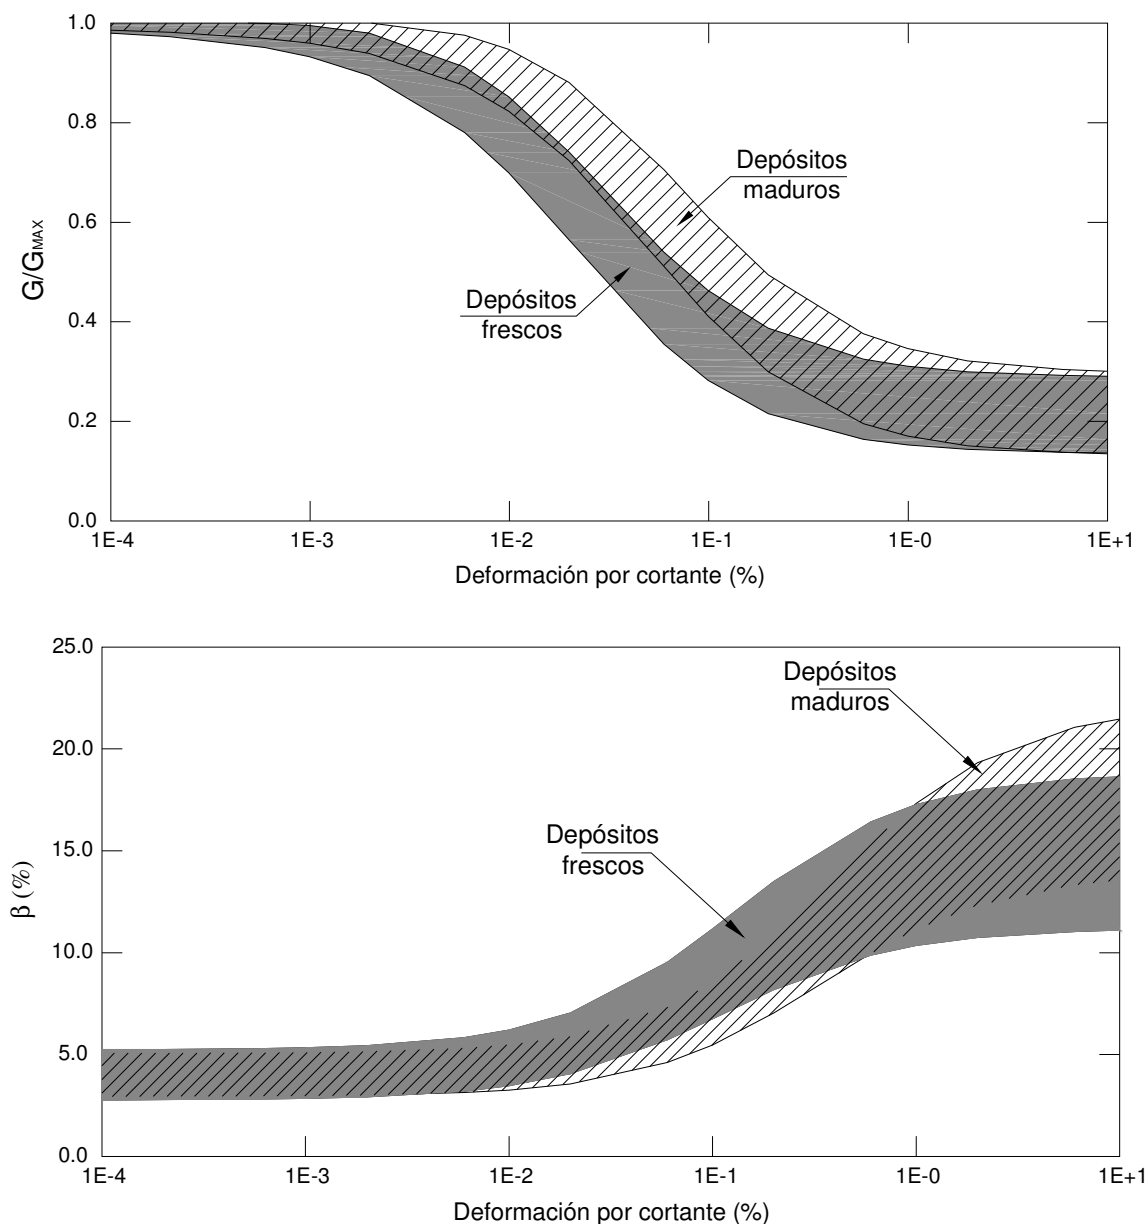 1.0
0.8
0.6
0.4
0.2
0.0
G/GMAX
Depósitos
maduros
Depósitos
frescos
1E-4 1E-3 1E-2 1E-1 1E-0 1E+1
Deformación por cortante (%)
25.0
20.0
15.0
10.0
5.0
0.0
β (%)
Depósitos
maduros
Depósitos
frescos
1E-4 1E-3 1E-2 1E-1 1E-0 1E+1
Deformación por cortante (%)